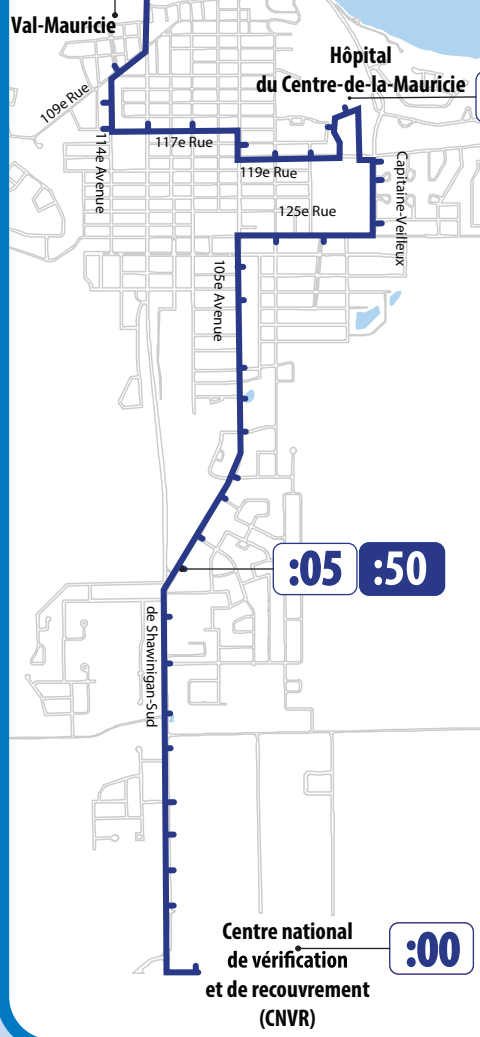 Val-Mauricie
Hôpital
du Centre-de-la-Mauricie
109e Rue
114e Avenue
117e Rue
119e Rue
Capitaine-Veilleux
125e Rue
105e Avenue
:05 :50
de Shawinigan-Sud
Centre national
de vérification
et de recouvrement
(CNVR)
:00